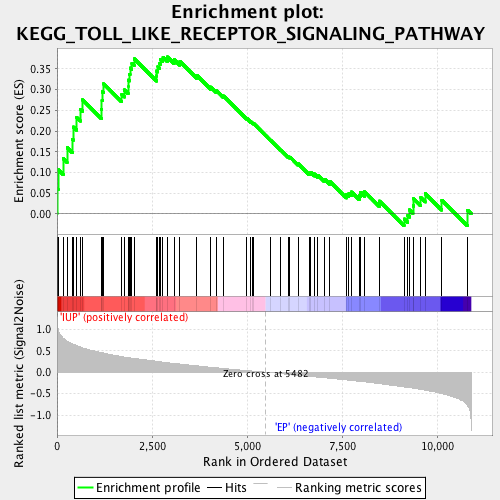 Enrichment plot:
KEGG_TOLL_LIKE_RECEPTOR_SIGNALING_PATHWAY
Enrichment score (ES)
0.35
0.30
0.25
0.20
0.15
0.10
0.05
0.00
'IUP' (positively correlated)
Ranked list metric (Signal2Noise)
1.0
0.5
0.0
-0.5
-1.0
Zero cross at 5482
'EP' (negatively correlated)
0
2,500
5,000
7,500
10,000
Rank in Ordered Dataset
Enrichment profile
Hits
Ranking metric scores